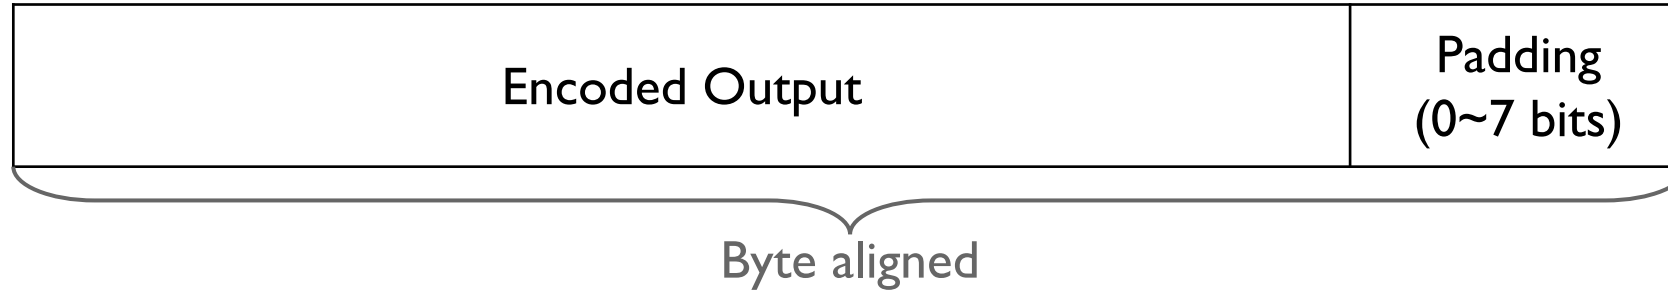 Encoded Output
Padding
(0~7 bits)
Byte aligned